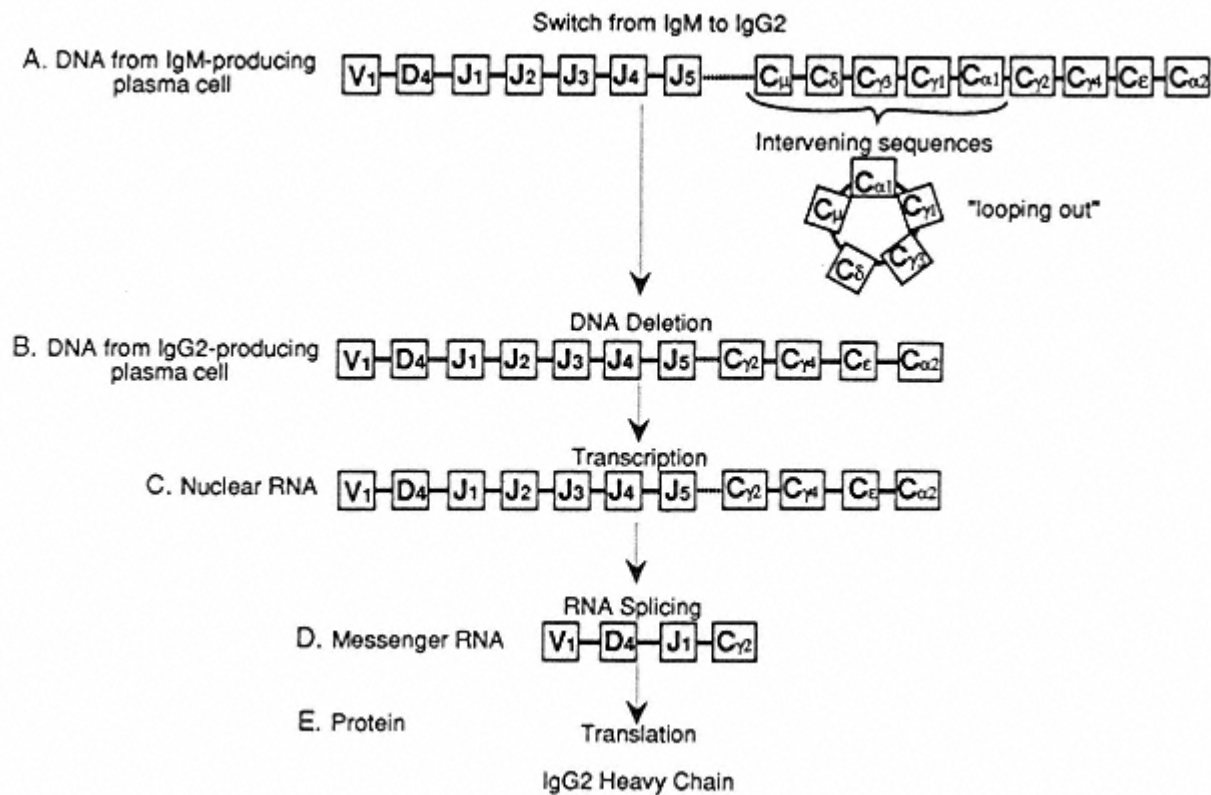 Switch from IgM to IgG2
A. DNA from IgM-producing
plasma cell
V1 D4 J1 J2 J3 J4 J5 Cμ Cδ Cγ3 Cγ1 Cα1 Cγ2 Cγ4 Cε Cα2
Intervening sequences
Cα1
Cμ Cγ1
"looping out"
Cδ Cγ3
DNA Deletion
B. DNA from IgG2-producing
plasma cell
V1 D4 J1 J2 J3 J4 J5 Cγ2 Cγ4 Cε Cα2
Transcription
C. Nuclear RNA
V1 D4 J1 J2 J3 J4 J5 Cγ2 Cγ4 Cε Cα2
RNA Splicing
D. Messenger RNA
V1 D4 J1 Cγ2
E. Protein
Translation
IgG2 Heavy Chain